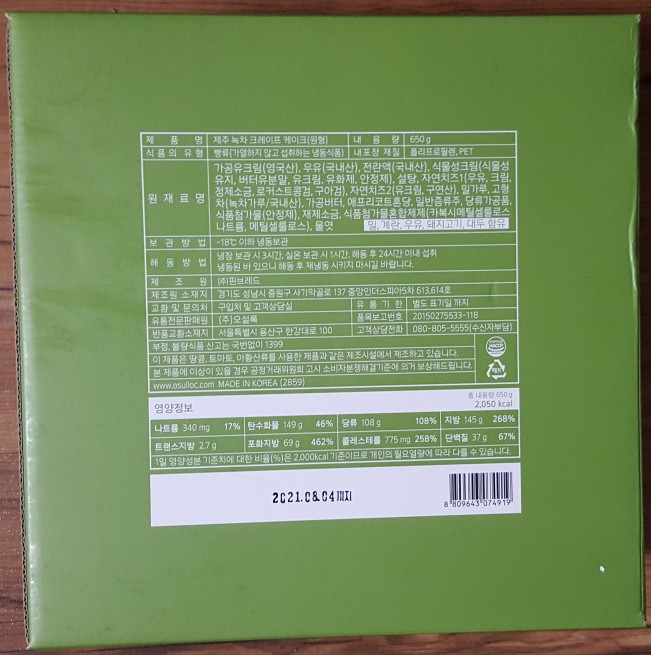 제 품 명 제주 녹차 크레이프 케이크(원형) 내 용 량 650 g
식품의 유형 빵류(가열하지 않고 섭취하는 냉동식품) 내포장 재질 폴리프로필렌, PET
원 재 료 명
가공유크림(영국산), 우유(국내산), 전란액(국내산), 식물성크림(식물성
유지, 버터유분말, 유크림, 유화제, 안정제), 설탕, 자연치즈1(우유, 크림,
정제소금, 로커스트콩검, 구아검), 자연치즈2(유크림, 구연산), 밀가루, 고형
차(녹차가루/국내산), 가공버터, 애프리코트혼당, 일반증류주, 당류가공품,
식품첨가물(안정제), 재제소금, 식품첨가물혼합제제(카복시메틸셀룰로스
나트륨, 메틸셀룰로스), 물엿 밀, 계란, 우유, 돼지고기, 대두 함유
보 관 방 법 -18℃ 이하 냉동보관
해 동 방 법 냉장 보관 시 3시간, 실온 보관 시 1시간, 해동 후 24시간 이내 섭취
냉동된 바 있으니 해동 후 재냉동 시키지 마시길 바랍니다.
제 조 원 (주)핀브레드
제조원 소재지 경기도 성남시 중원구 사기막골로 137 중앙인더스피아5차 613,614호
교환 및 문의처 구입처 및 고객상담실 유 통 기 한 별도 표기일 까지
유통전문판매원 (주)오설록 품목보고번호 20150275533-118
반품교환소재지 서울특별시 용산구 한강대로 100 고객상담전화 080-805-5555(수신자부담)
부정, 불량식품 신고는 국번없이 1399
이 제품은 땅콩, 토마토, 아황산류를 사용한 제품과 같은 제조시설에서 제조하고 있습니다.
본 제품에 이상이 있을 경우 공정거래위원회 고시 소비자분쟁해결기준에 의거 보상해드립니다.
www.osulloc.com MADE IN KOREA (2859)
HACCP
영양정보 총 내용량 650 g
2,050 kcal
나트륨 340 mg 17% 탄수화물 149 g 46% 당류 108 g 108% 지방 145 g 268%
트랜스지방 2.7 g 포화지방 69 g 462% 콜레스테롤 775 mg 258% 단백질 37 g 67%
1일 영양성분 기준치에 대한 비율(%)은 2,000kcal 기준이므로 개인의 필요열량에 따라 다를 수 있습니다.
2021.08.04까지
8 809643 074919